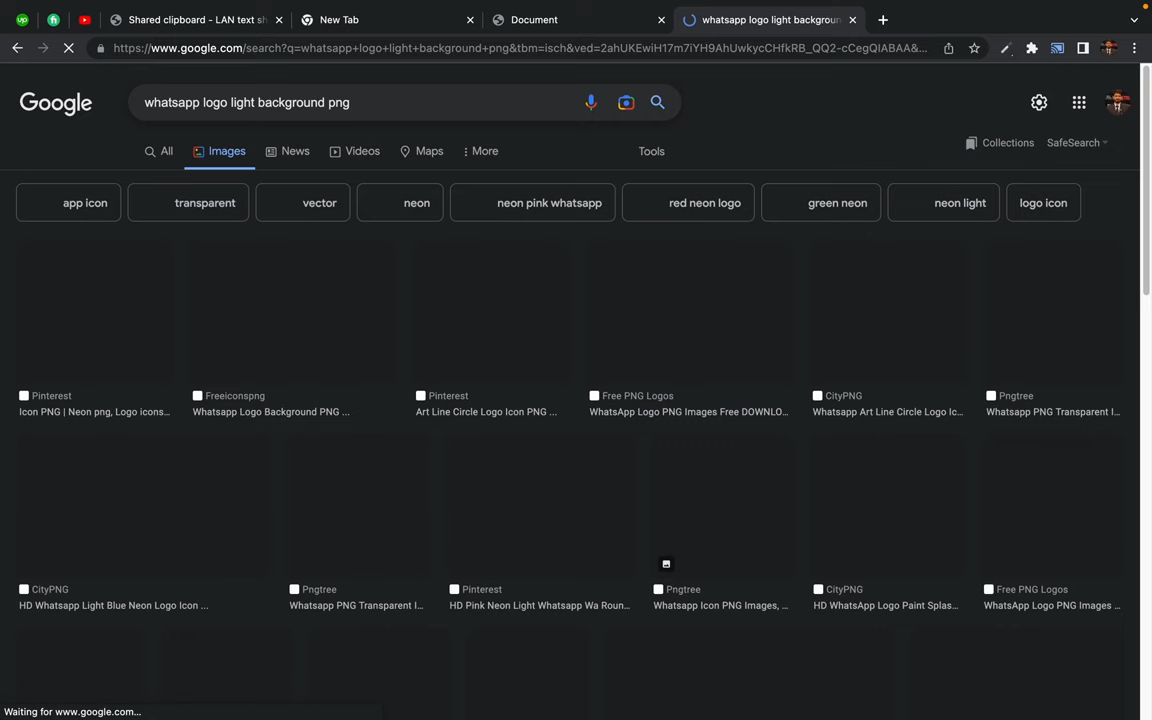 Shared clipboard - LAN text sh
New Tab
Document
whatsapp logo light backgroun
https://www.google.com/search?q=whatsapp+logo+light+background+png&tbm=isch&ved=2ahUKEwiH17m7iYH9AhUwkycCHfkRB_QQ2-cCegQIABAA&...
Google
whatsapp logo light background png
All
Images
News
Videos
Maps
More
Tools
Collections
SafeSearch
app icon
transparent
vector
neon
neon pink whatsapp
red neon logo
green neon
neon light
logo icon
Pinterest
Icon PNG | Neon png, Logo icons...
Freeiconspng
Whatsapp Logo Background PNG ...
Pinterest
Art Line Circle Logo Icon PNG ...
Free PNG Logos
WhatsApp Logo PNG Images Free DOWNLO...
CityPNG
Whatsapp Art Line Circle Logo Ic...
Pngtree
Whatsapp PNG Transparent I...
CityPNG
HD Whatsapp Light Blue Neon Logo Icon ...
Pngtree
Whatsapp PNG Transparent I...
Pinterest
HD Pink Neon Light Whatsapp Wa Roun...
Pngtree
Whatsapp Icon PNG Images, ...
CityPNG
HD WhatsApp Logo Paint Splas...
Free PNG Logos
WhatsApp Logo PNG Images ...
Waiting for www.google.com...